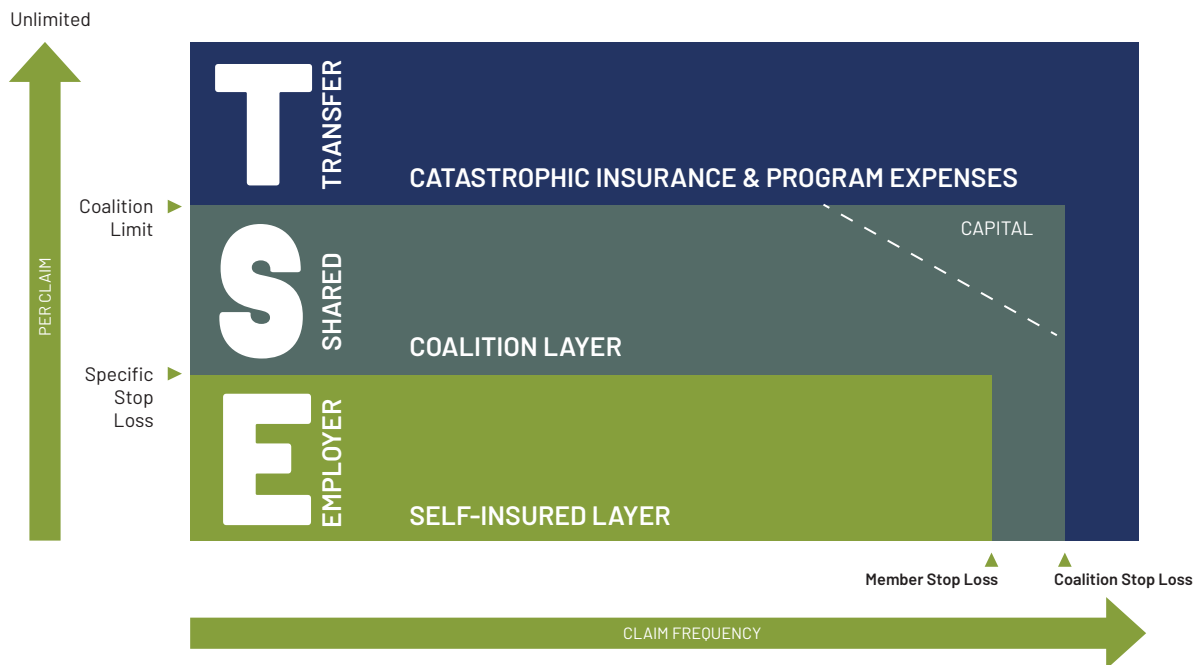 Unlimited
T
TRANSFER
CATASTROPHIC INSURANCE & PROGRAM EXPENSES
Coalition
Limit
CAPITAL
S
SHARED
COALITION LAYER
PER CLAIM
Specific
Stop
Loss
E
EMPLOYER
SELF-INSURED LAYER
Member Stop Loss
Coalition Stop Loss
CLAIM FREQUENCY